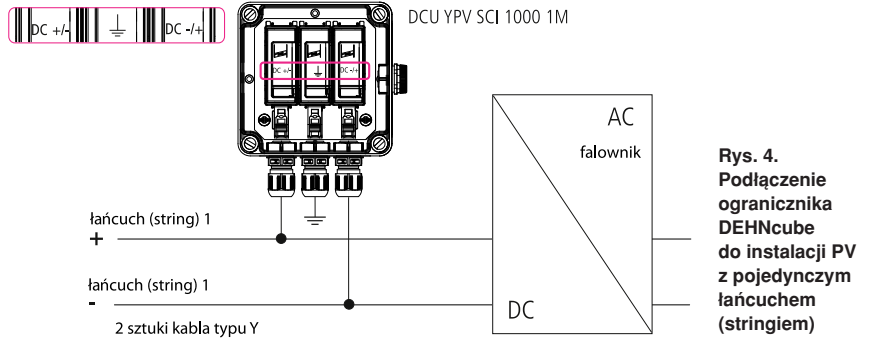 DC +/- ⏚ DC -/+
DCU YPV SCI 1000 1M
DC +/- ⏚ DC -/+
AC
falownik
DC
łańcuch (string) 1
+
łańcuch (string) 1
-
2 sztuki kabla typu Y
Rys. 4.
Podłączenie
ogranicznika
DEHNcube
do instalacji PV
z pojedynczym
łańcuchem
(stringiem)